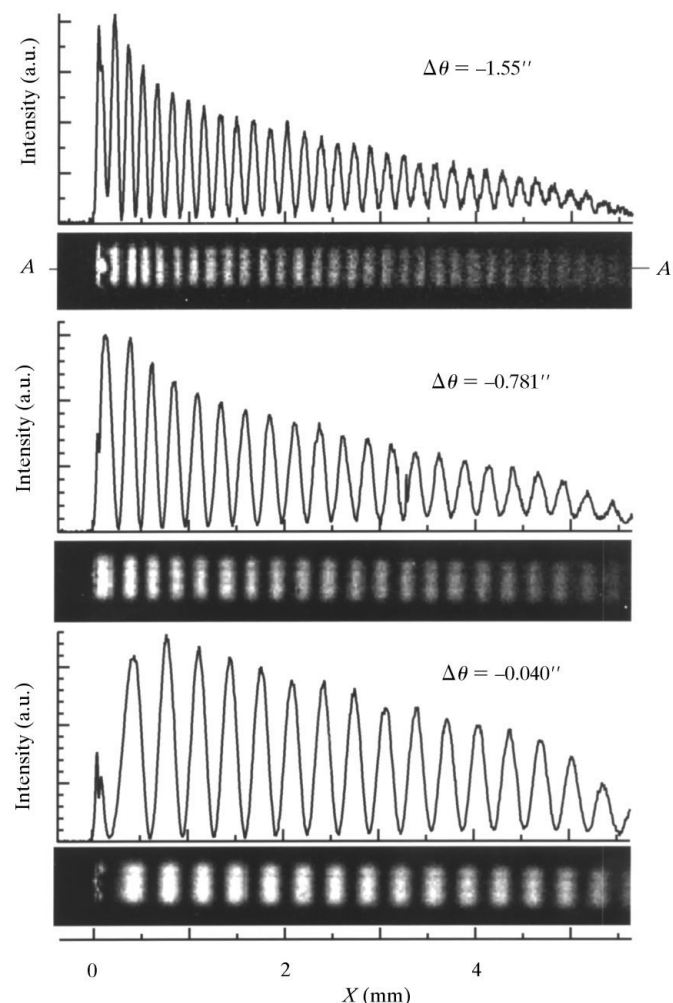 Intensity (a.u.)
Δθ = –1.55″
A
A
Intensity (a.u.)
Δθ = –0.781″
Intensity (a.u.)
Δθ = –0.040″
0 2 4
X (mm)